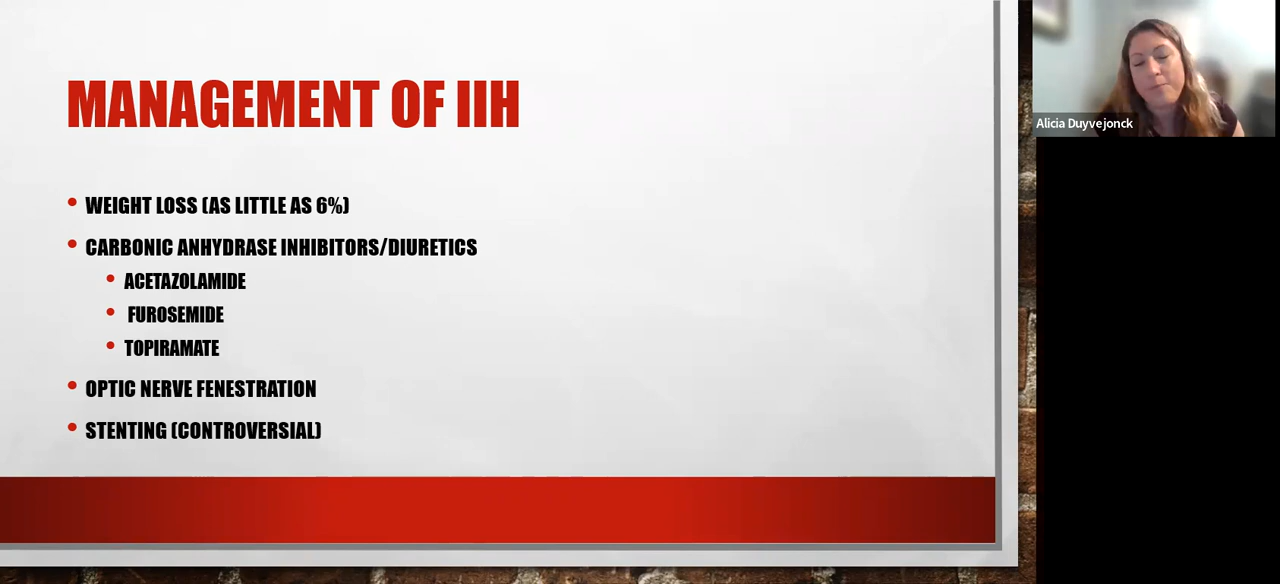 MANAGEMENT OF IIH
WEIGHT LOSS (AS LITTLE AS 6%)
CARBONIC ANHYDRASE INHIBITORS/DIURETICS
ACETAZOLAMIDE
FUROSEMIDE
TOPIRAMATE
OPTIC NERVE FENESTRATION
STENTING (CONTROVERSIAL)
Alicia Duyvejonck